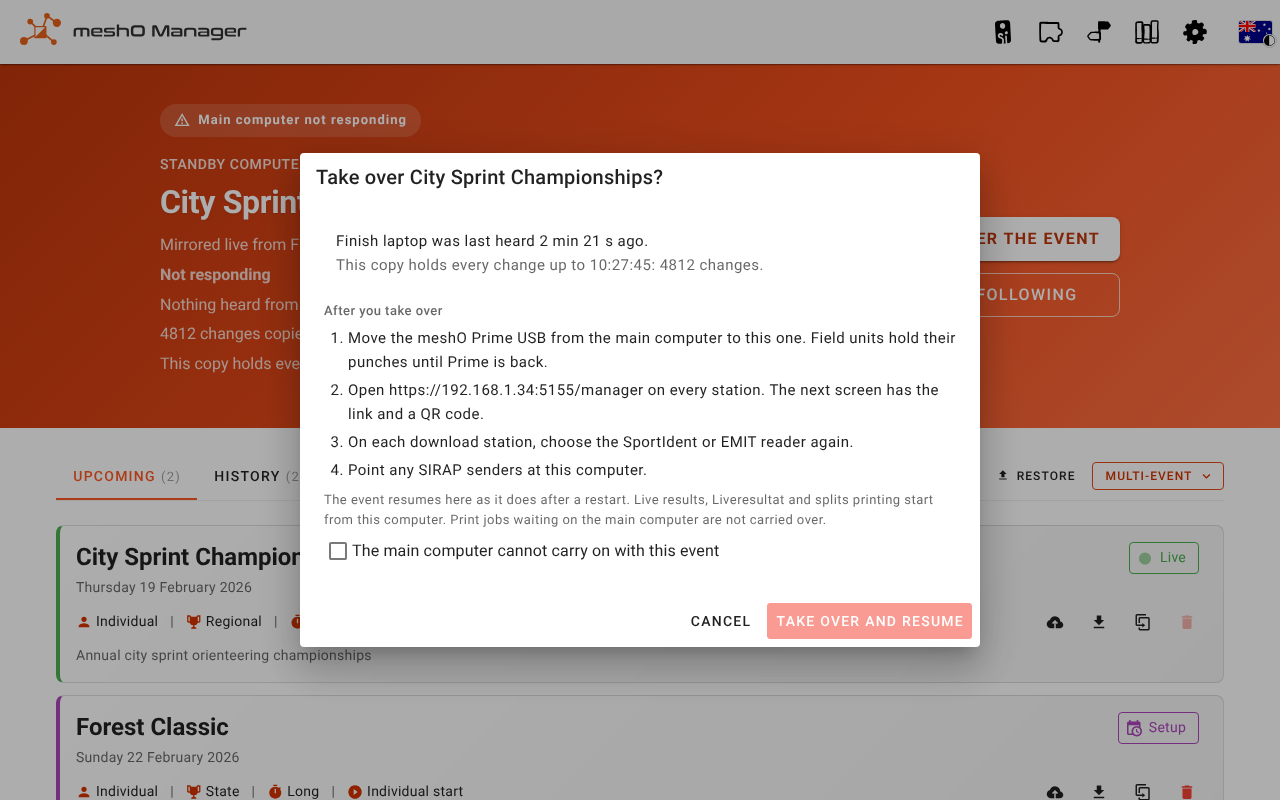 meshO Manager
Si
Main computer not responding
STANDBY COMPUTE
City Sprin
Mirrored live from F
Not responding
Nothing heard from
4812 changes copie
This copy holds eve
ER THE EVENT
FOLLOWING
Take over City Sprint Championships?
Finish laptop was last heard 2 min 21 s ago.
This copy holds every change up to 10:27:45: 4812 changes.
After you take over
1. Move the meshO Prime USB from the main computer to this one. Field units hold their
punches until Prime is back.
2. Open https://192.168.1.34:5155/manager on every station. The next screen has the
link and a QR code.
3. On each download station, choose the SportIdent or EMIT reader again.
4. Point any SIRAP senders at this computer.
The event resumes here as it does after a restart. Live results, Liveresultat and splits printing start
from this computer. Print jobs waiting on the main computer are not carried over.
The main computer cannot carry on with this event
CANCEL TAKE OVER AND RESUME
UPCOMING (2) HISTORY (2 RESTORE MULTI-EVENT
City Sprint Champion Live
Thursday 19 February 2026
Individual | Regional |
Annual city sprint orienteering championships
Forest Classic Setup
Sunday 22 February 2026
Individual | State | Long | Individual start